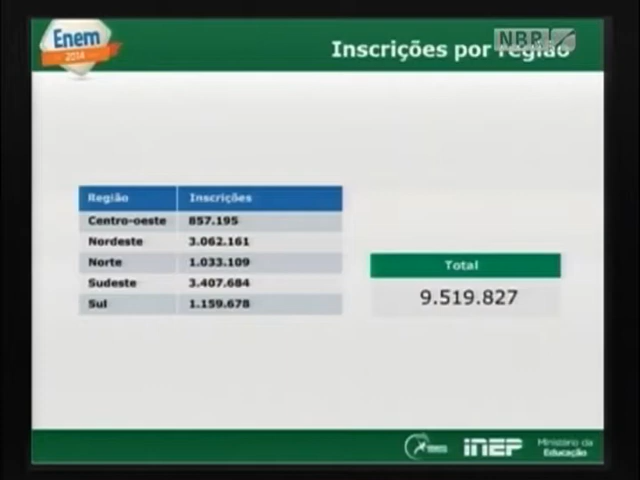 Enem
2014
Inscrições por região
NBR
Região Inscrições
Centro-oeste 857.195
Nordeste 3.062.161
Norte 1.033.109
Sudeste 3.407.684
Sul 1.159.678
Total
9.519.827
INEP
Ministério da
Educação